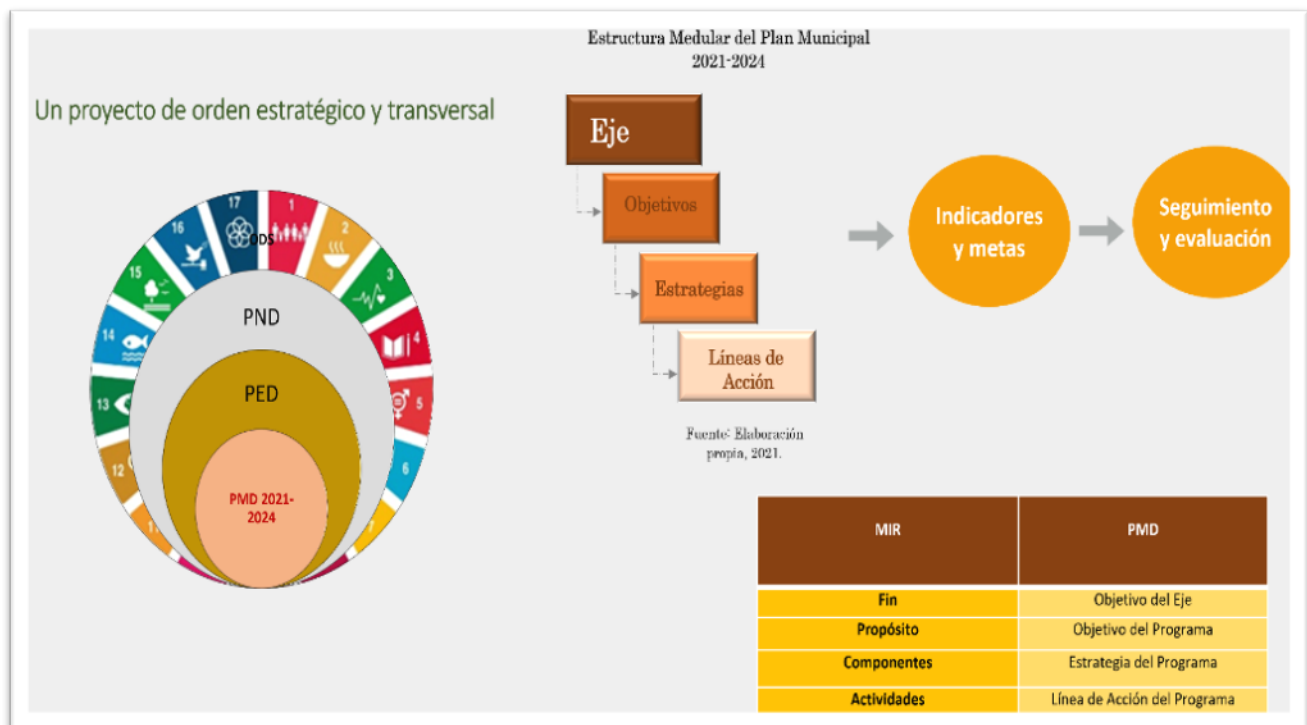 Estructura Medular del Plan Municipal
2021-2024
Un proyecto de orden estratégico y transversal
Eje
Objetivos
Estrategias
Líneas de
Acción
Fuente: Elaboración
propia, 2021.
Indicadores
y metas
Seguimiento
y evaluación
17
1
16
ODS
2
15
3
14
4
13
5
12
6
7
PND
PED
PMD 2021-
2024
MIR PMD
Fin Objetivo del Eje
Propósito Objetivo del Programa
Componentes Estrategia del Programa
Actividades Línea de Acción del Programa